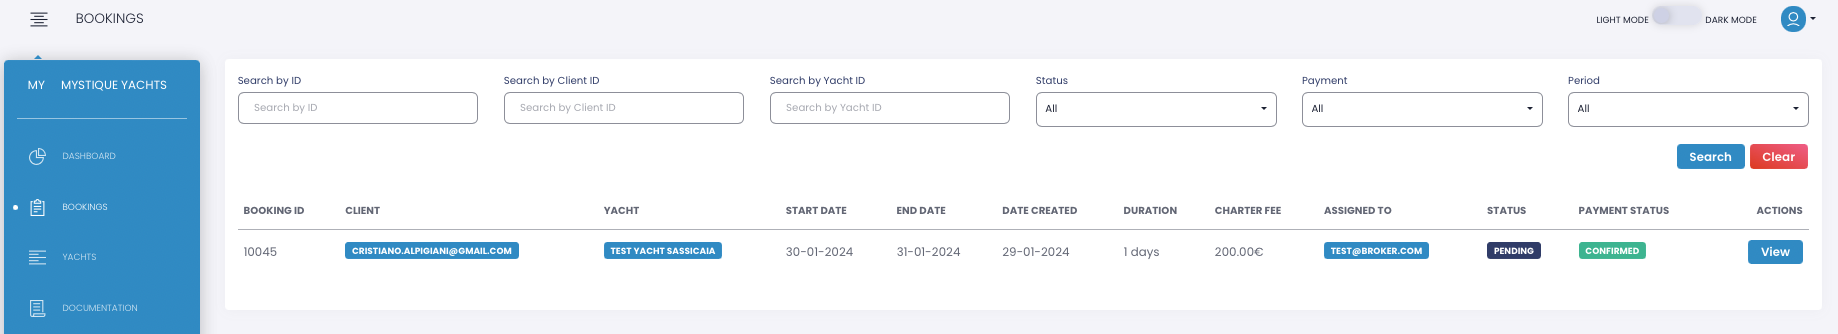 BOOKINGS
LIGHT MODE DARK MODE
MY MYSTIQUE YACHTS
DASHBOARD
BOOKINGS
YACHTS
DOCUMENTATION
Search by ID Search by Client ID Search by Yacht ID Status Payment Period
Search by ID Search by Client ID Search by Yacht ID All All All
Search Clear
BOOKING ID CLIENT YACHT START DATE END DATE DATE CREATED DURATION CHARTER FEE ASSIGNED TO STATUS PAYMENT STATUS ACTIONS
10045 CRISTIANO.ALPIGIANI@GMAIL.COM TEST YACHT SASSICAIA 30-01-2024 31-01-2024 29-01-2024 1 days 200.00€ TEST@BROKER.COM PENDING CONFIRMED View